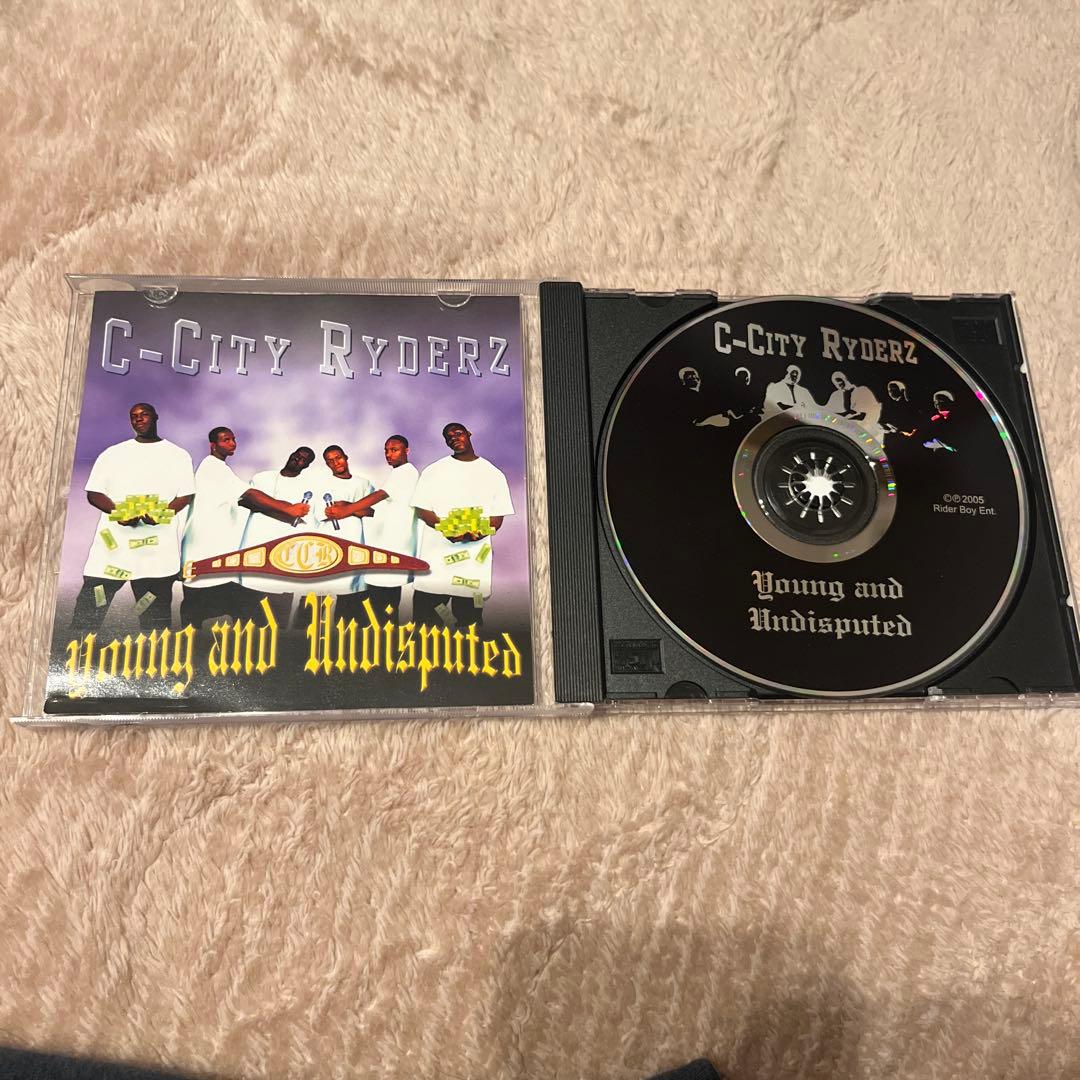 C-City Ryderz
CCR
Young and Undisputed
C-City Ryderz
©℗ 2005
Rider Boy Ent.
Young and
Undisputed